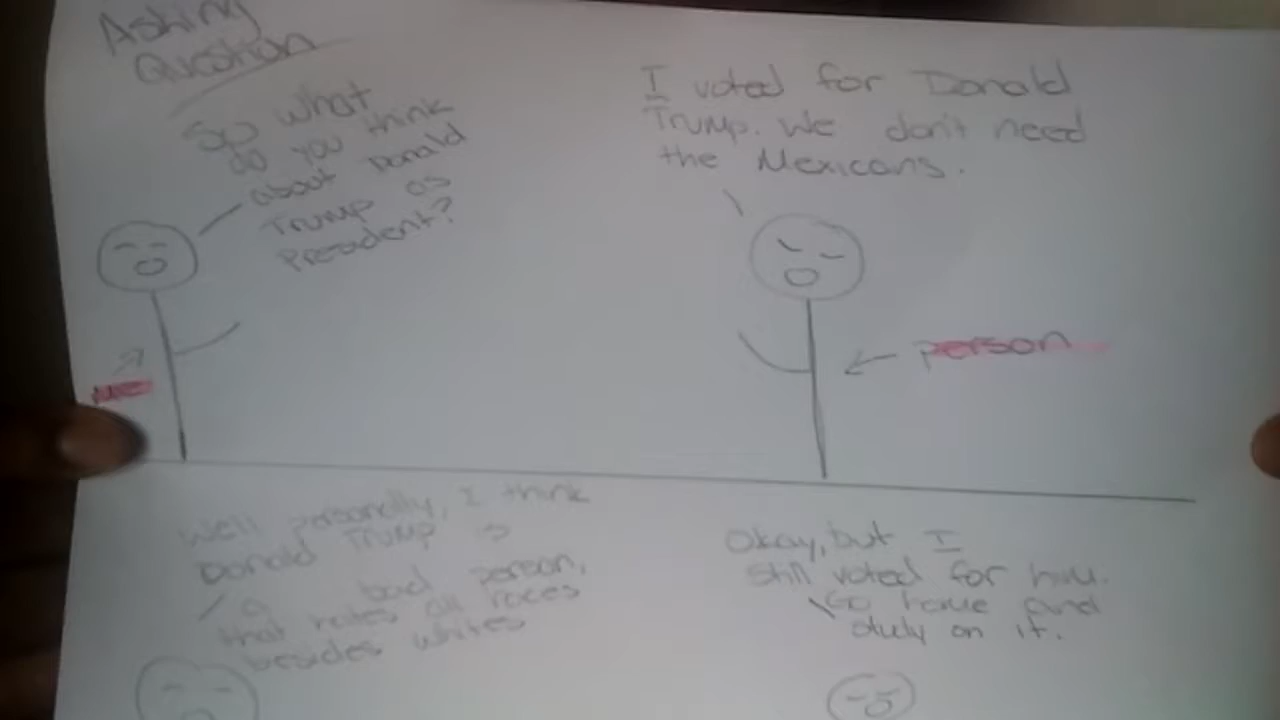 Asking
Question
So what
do you think
about Donald
Trump as
President?
I voted for Donald
Trump. We don't need
the Mexicans.
ME
person
Well personally, I think
Donald Trump is
a bad person,
that hates all races
besides whites
Okay, but I
still voted for him.
Go home and
study on it.